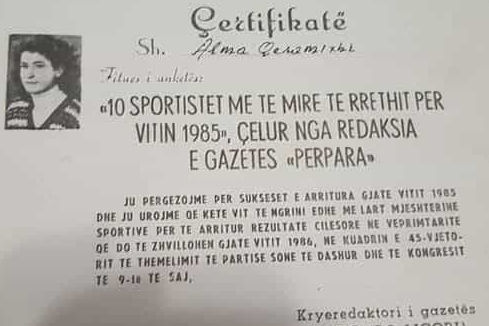 Çertifikatë
Sh. Alma
Fitues i anketës:
«10 SPORTISTET ME TE MIRE TE RRETHIT PER
VITIN 1985», ÇELUR NGA REDAKSIA
E GAZETES «PERPARA»
JU PERGEZOJME PER SUKSESET E ARRITURA GJATE VITIT 1985
DHE JU UROJME QE KETE VIT TE NGRINI EDHE ME LART MJESHTERINE
SPORTIVE PER TE ARRITUR REZULTATE CILESORE NE VEPRIMTARITE
QE DO TE ZHVILLOHEN GJATE VITIT 1986, NE KUADRIN E 45-VJETO-
RIT TE THEMELIMIT TE PARTISE SONE TE DASHUR DHE TE KONGRESIT
TE 9-te TE SAJ,
Kryeredaktori i gazetës